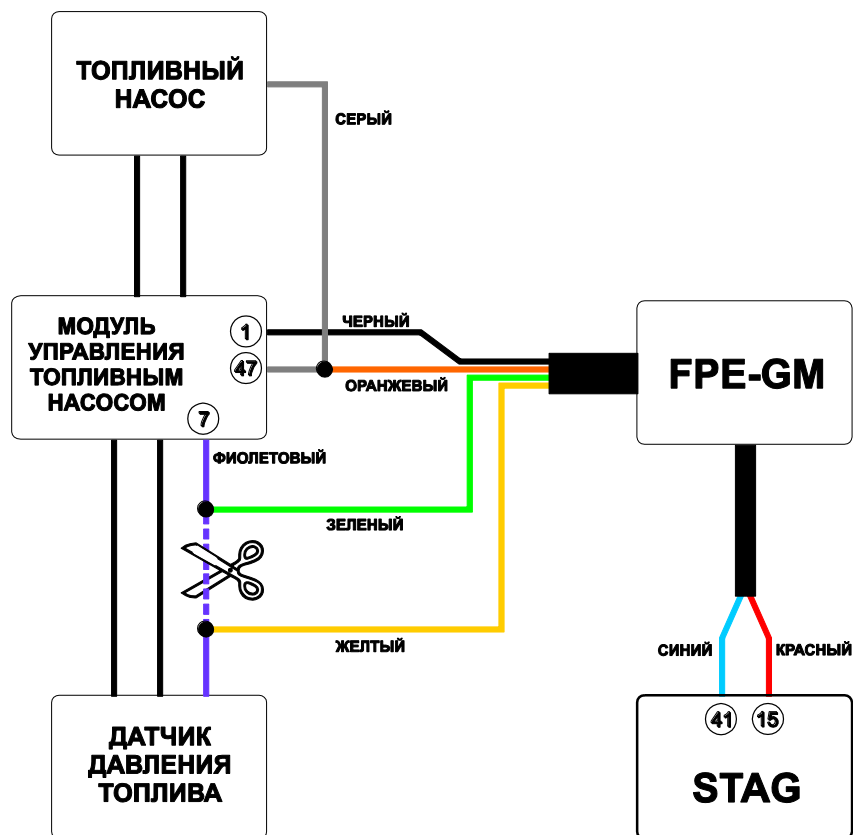 ТОПЛИВНЫЙ
НАСОС
СЕРЫЙ
МОДУЛЬ
УПРАВЛЕНИЯ
ТОПЛИВНЫМ
НАСОСОМ
1
47
7
ЧЕРНЫЙ
ОРАНЖЕВЫЙ
FPE-GM
ФИОЛЕТОВЫЙ
ЗЕЛЕНЫЙ
ЖЕЛТЫЙ
СИНИЙ
КРАСНЫЙ
ДАТЧИК
ДАВЛЕНИЯ
ТОПЛИВА
41
15
STAG